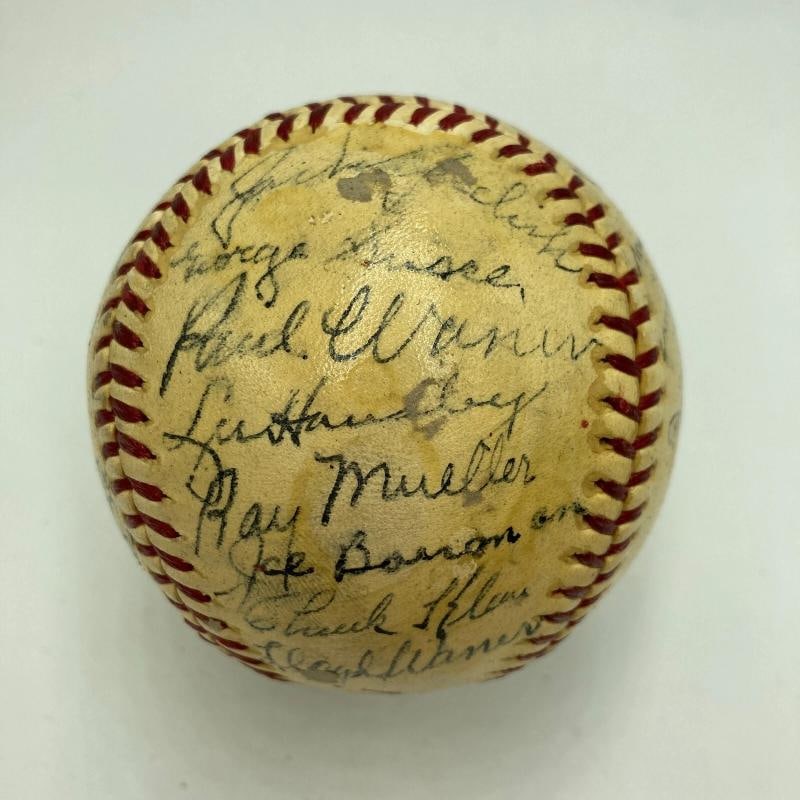 George Susce
Paul Waner
Lee Handley
Ray Mueller
Joe Bowman
Chuck Klein
Lloyd Waner